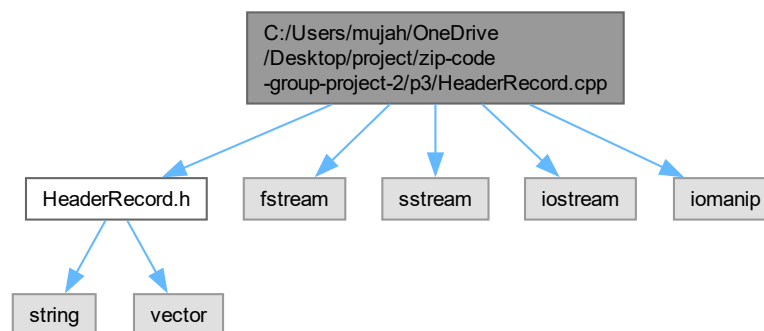 C:/Users/mujah/OneDrive
/Desktop/project/zip-code
-group-project-2/p3/HeaderRecord.cpp
HeaderRecord.h
fstream
sstream
iostream
iomanip
string
vector